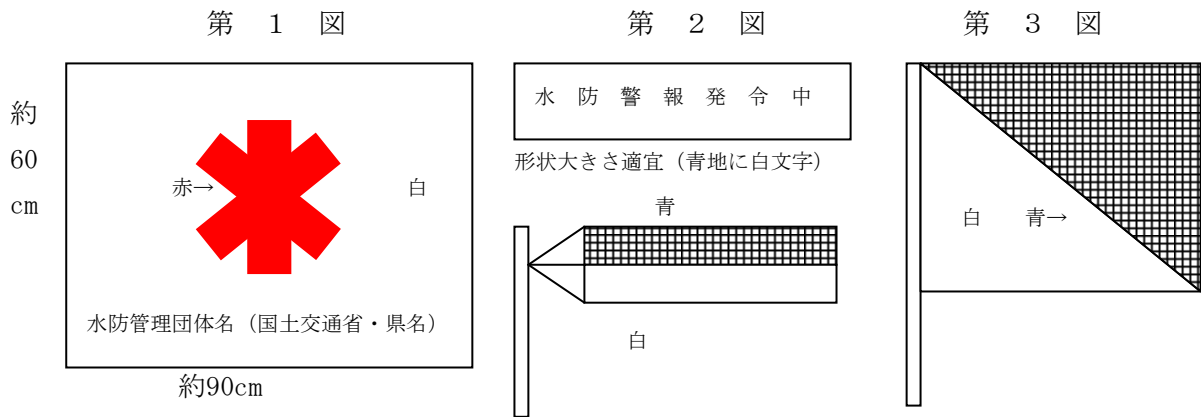 第　１　図
約
60
cm
赤→
白
水防管理団体名（国土交通省・県名）
約90cm
第　２　図
水　防　警　報　発　令　中
形状大きさ適宜（青地に白文字）
青
白
第　３　図
白　　青→